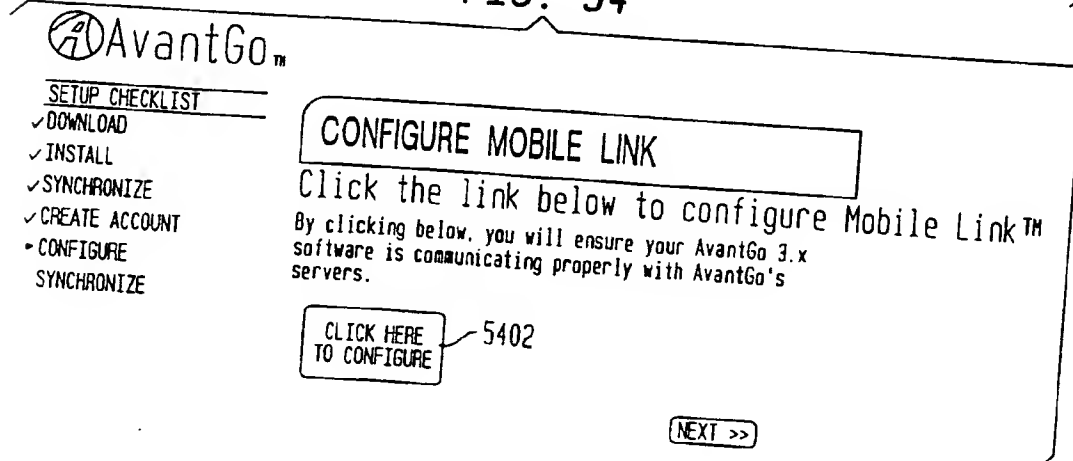 FIG. 54
AvantGo™
SETUP CHECKLIST
✓DOWNLOAD
✓INSTALL
✓SYNCHRONIZE
✓CREATE ACCOUNT
▸CONFIGURE
SYNCHRONIZE
CONFIGURE MOBILE LINK
Click the link below to configure Mobile Link™
By clicking below, you will ensure your AvantGo 3.x
software is communicating properly with AvantGo's
servers.
CLICK HERE
TO CONFIGURE
5402
NEXT >>